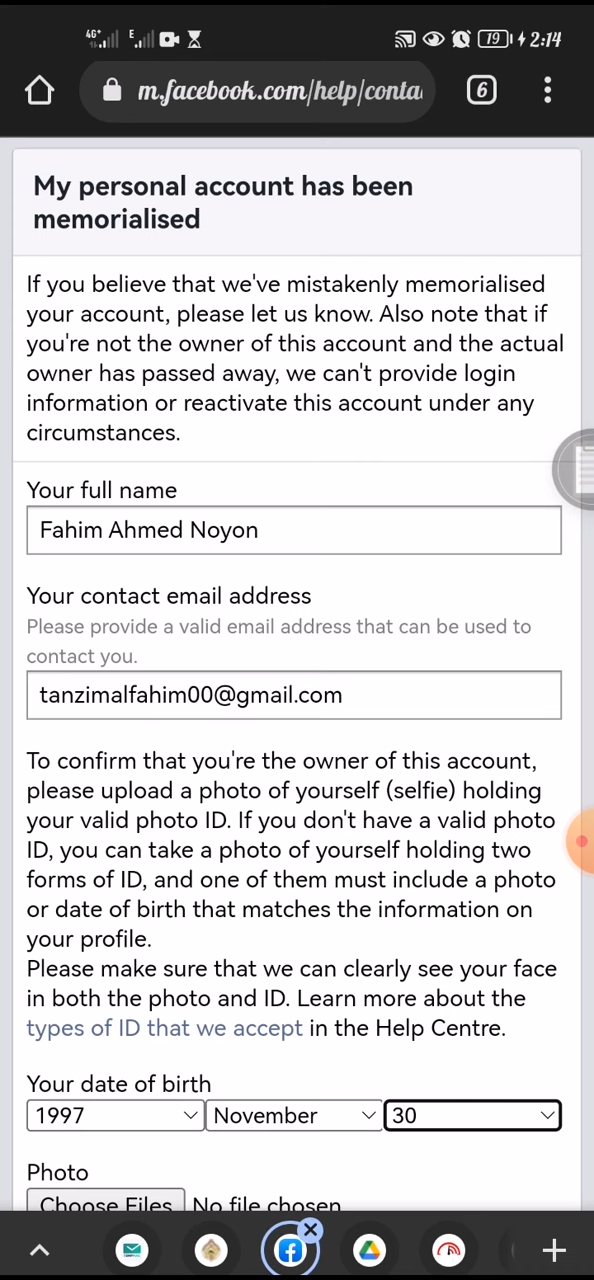 4G+ E 19 2:14
m.facebook.com/help/conta
6
My personal account has been
memorialised
If you believe that we've mistakenly memorialised
your account, please let us know. Also note that if
you're not the owner of this account and the actual
owner has passed away, we can't provide login
information or reactivate this account under any
circumstances.
Your full name
Fahim Ahmed Noyon
Your contact email address
Please provide a valid email address that can be used to
contact you.
tanzimalfahim00@gmail.com
To confirm that you're the owner of this account,
please upload a photo of yourself (selfie) holding
your valid photo ID. If you don't have a valid photo
ID, you can take a photo of yourself holding two
forms of ID, and one of them must include a photo
or date of birth that matches the information on
your profile.
Please make sure that we can clearly see your face
in both the photo and ID. Learn more about the
types of ID that we accept in the Help Centre.
Your date of birth
1997 November 30
Photo
Choose Files No file chosen